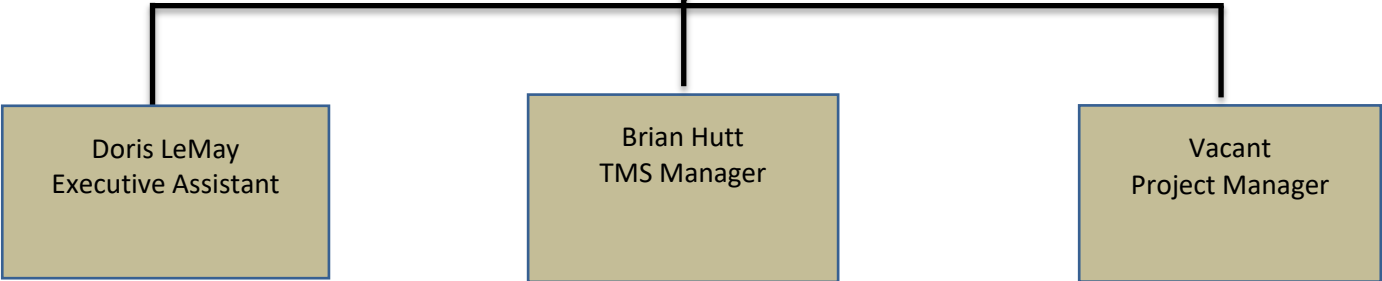 Doris LeMay
Executive Assistant
Brian Hutt
TMS Manager
Vacant
Project Manager